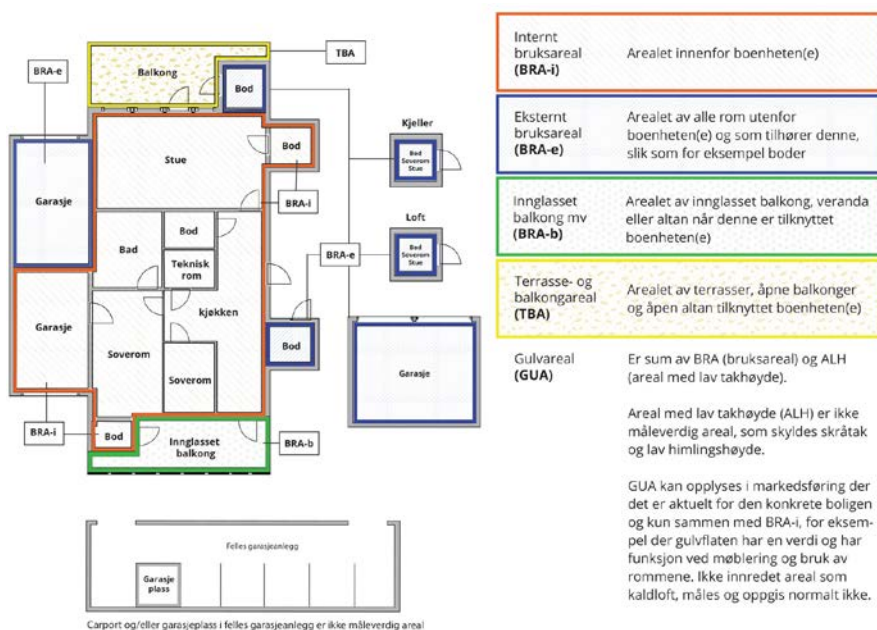 TBA
BRA-e
Balkong
Bod
Kjeller
Bod
Soverom
Stue
Stue
Bod
BRA-i
Garasje
Loft
Bod
Soverom
Stue
Bod
Bad
Teknisk
rom
BRA-e
kjøkken
Garasje
Soverom
Bod
Soverom
Garasje
BRA-i
Bod
Innglasset
balkong
BRA-b
Felles garasjeanlegg
Garasje
plass
Carport og/eller garasjeplass i felles garasjeanlegg er ikke måleverdig areal
Internt
bruksareal
(BRA-i)
Arealet innenfor boenheten(e)
Eksternt
bruksareal
(BRA-e)
Arealet av alle rom utenfor
boenheten(e) og som tilhører denne,
slik som for eksempel boder
Innglasset
balkong mv
(BRA-b)
Arealet av innglasset balkong, veranda
eller altan når denne er tilknyttet
boenheten(e)
Terrasse- og
balkongareal
(TBA)
Arealet av terrasser, åpne balkonger
og åpen altan tilknyttet boenheten(e)
Gulvareal
(GUA)
Er sum av BRA (bruksareal) og ALH
(areal med lav takhøyde).
Areal med lav takhøyde (ALH) er ikke
måleverdig areal, som skyldes skråtak
og lav himlingshøyde.
GUA kan opplyses i markedsføring der
det er aktuelt for den konkrete boligen
og kun sammen med BRA-i, for eksem-
pel der gulvflaten har en verdi og har
funksjon ved møblering og bruk av
rommene. Ikke innredet areal som
kaldloft, måles og oppgis normalt ikke.